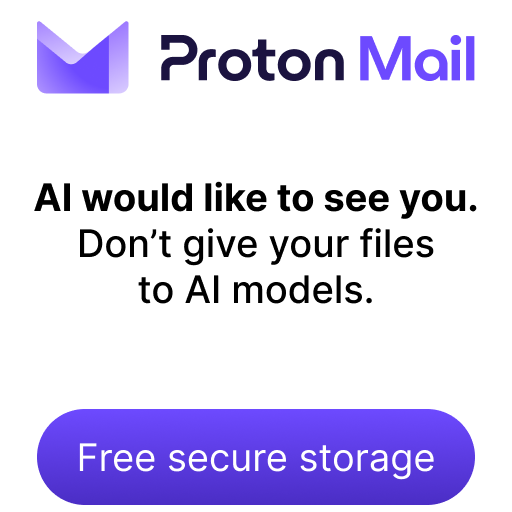 Proton Mail
AI would like to see you.
Don’t give your files
to AI models.
Free secure storage